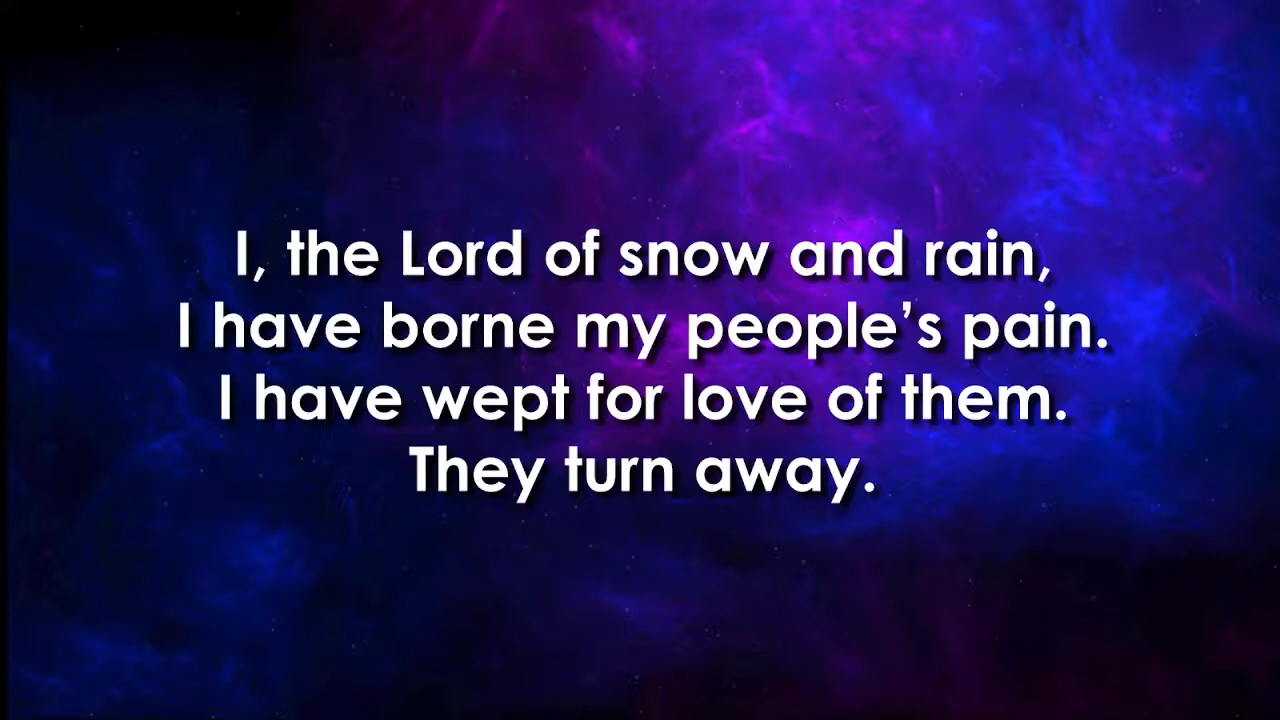 I, the Lord of snow and rain,
I have borne my people’s pain.
I have wept for love of them.
They turn away.